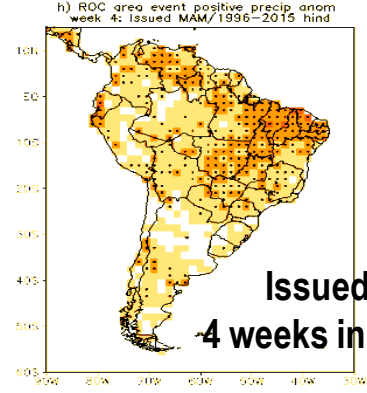 h) ROC area event positive precip anom
week 4: Issued MAM/1996-2015 hind
10N
EQ
10S
20S
30S
40S
50S
60S
Issued
4 weeks in
90W 80W 70W 60W 50W 40W 30W